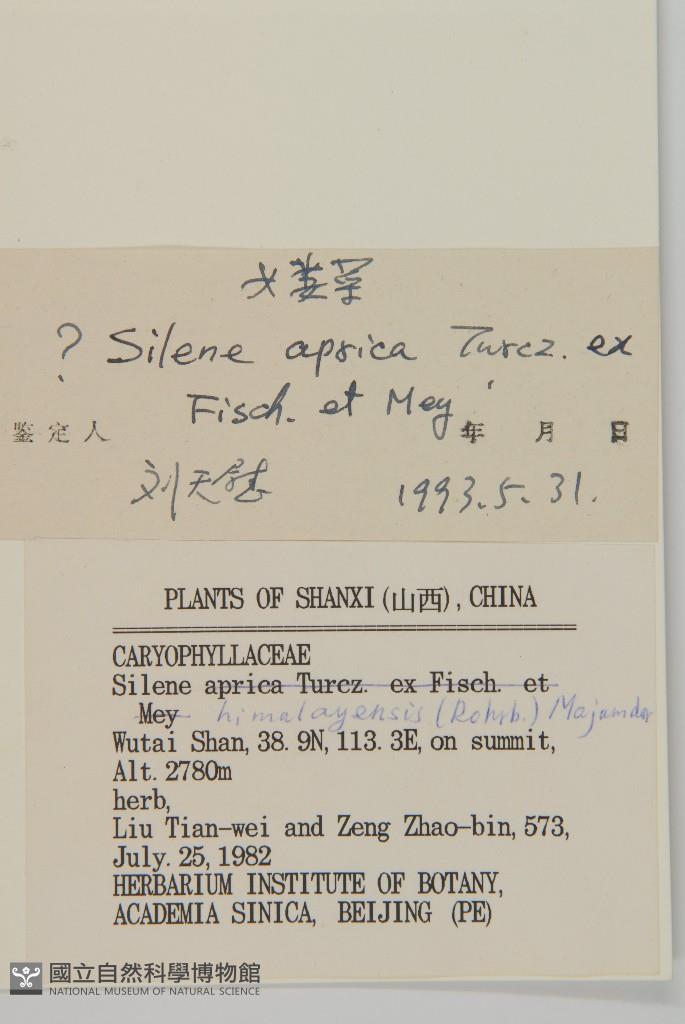 女娄菜
? Silene aprica Turcz. ex
Fisch. et Mey
鉴定人 年 月 日
刘天慰 1993.5.31.
PLANTS OF SHANXI(山西), CHINA
CARYOPHYLLACEAE
Silene aprica Turcz. ex Fisch. et
Mey himalayensis (Rohrb.) Majumdar
Wutai Shan, 38.9N, 113.3E, on summit,
Alt. 2780m
herb,
Liu Tian-wei and Zeng Zhao-bin, 573,
July. 25, 1982
HERBARIUM INSTITUTE OF BOTANY,
ACADEMIA SINICA, BEIJING (PE)
國立自然科學博物館
NATIONAL MUSEUM OF NATURAL SCIENCE